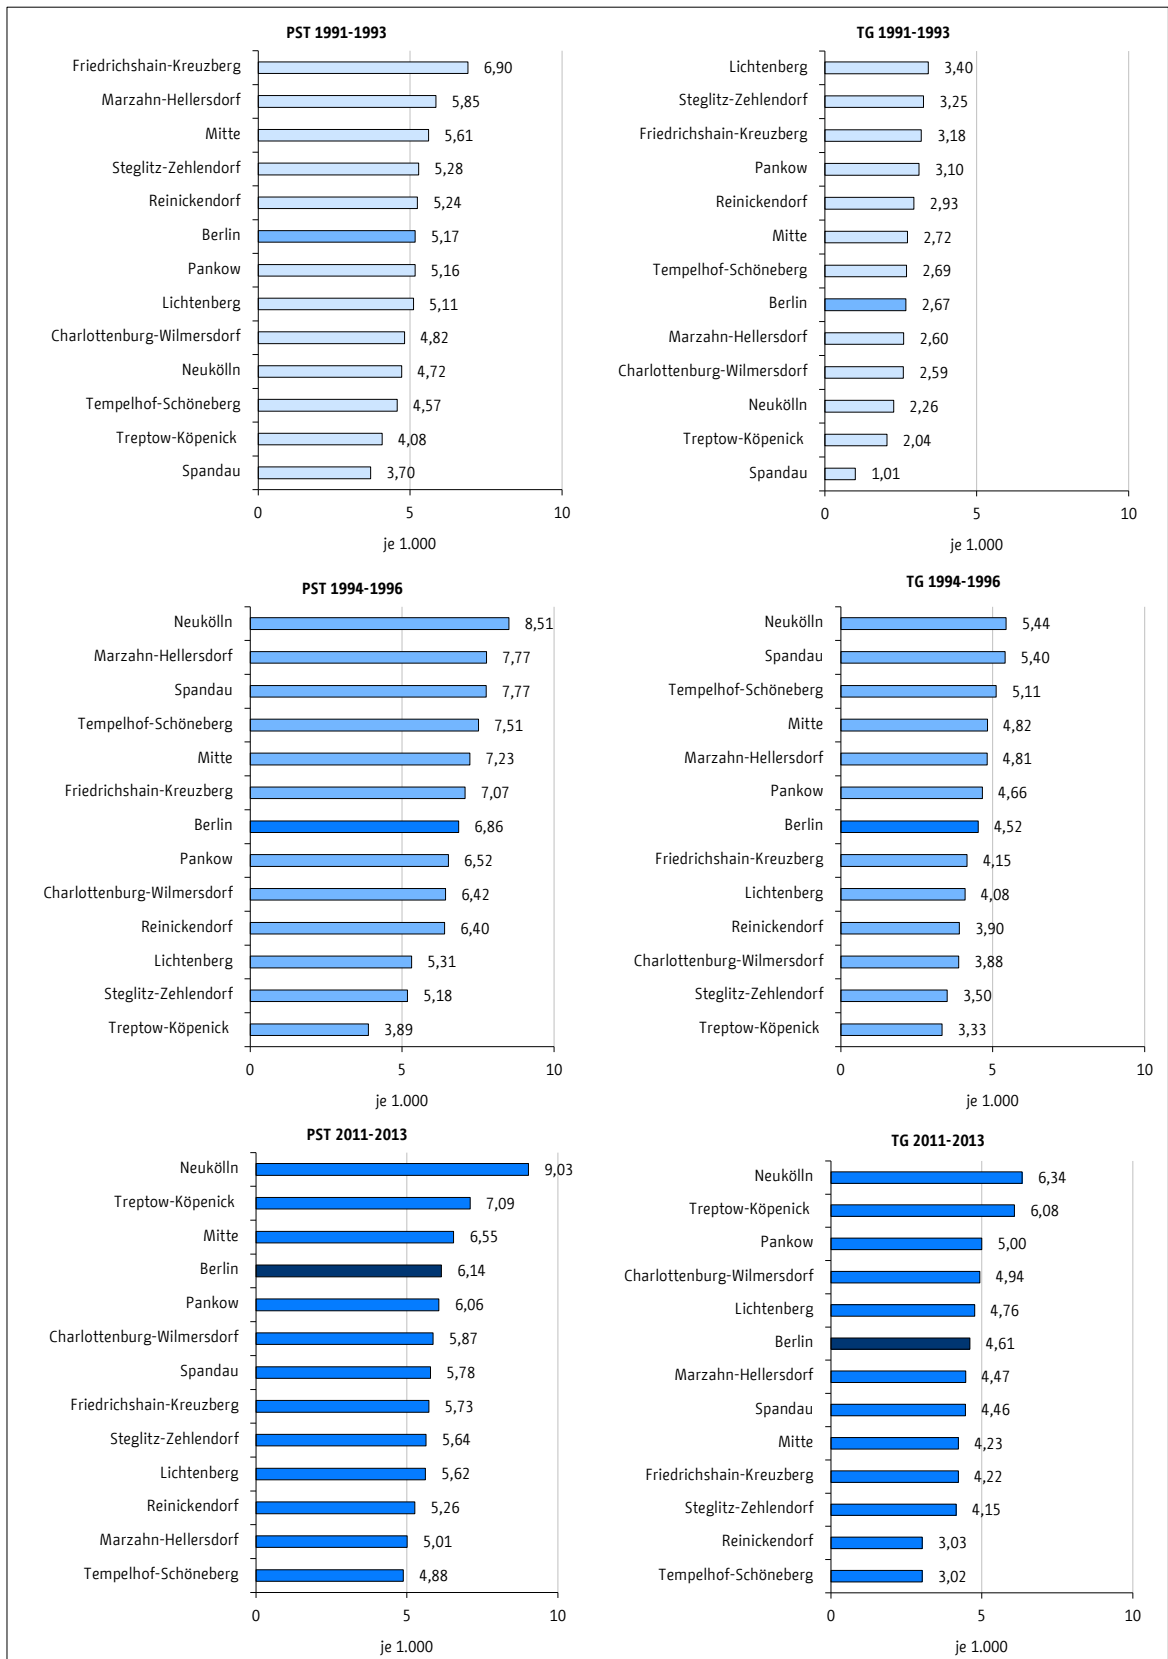 PST 1991-1993
Friedrichshain-Kreuzberg 6,90
Marzahn-Hellersdorf 5,85
Mitte 5,61
Steglitz-Zehlendorf 5,28
Reinickendorf 5,24
Berlin 5,17
Pankow 5,16
Lichtenberg 5,11
Charlottenburg-Wilmersdorf 4,82
Neukölln 4,72
Tempelhof-Schöneberg 4,57
Treptow-Köpenick 4,08
Spandau 3,70
0 5 10
je 1.000
TG 1991-1993
Lichtenberg 3,40
Steglitz-Zehlendorf 3,25
Friedrichshain-Kreuzberg 3,18
Pankow 3,10
Reinickendorf 2,93
Mitte 2,72
Tempelhof-Schöneberg 2,69
Berlin 2,67
Marzahn-Hellersdorf 2,60
Charlottenburg-Wilmersdorf 2,59
Neukölln 2,26
Treptow-Köpenick 2,04
Spandau 1,01
0 5 10
je 1.000
PST 1994-1996
Neukölln 8,51
Marzahn-Hellersdorf 7,77
Spandau 7,77
Tempelhof-Schöneberg 7,51
Mitte 7,23
Friedrichshain-Kreuzberg 7,07
Berlin 6,86
Pankow 6,52
Charlottenburg-Wilmersdorf 6,42
Reinickendorf 6,40
Lichtenberg 5,31
Steglitz-Zehlendorf 5,18
Treptow-Köpenick 3,89
0 5 10
je 1.000
TG 1994-1996
Neukölln 5,44
Spandau 5,40
Tempelhof-Schöneberg 5,11
Mitte 4,82
Marzahn-Hellersdorf 4,81
Pankow 4,66
Berlin 4,52
Friedrichshain-Kreuzberg 4,15
Lichtenberg 4,08
Reinickendorf 3,90
Charlottenburg-Wilmersdorf 3,88
Steglitz-Zehlendorf 3,50
Treptow-Köpenick 3,33
0 5 10
je 1.000
PST 2011-2013
Neukölln 9,03
Treptow-Köpenick 7,09
Mitte 6,55
Berlin 6,14
Pankow 6,06
Charlottenburg-Wilmersdorf 5,87
Spandau 5,78
Friedrichshain-Kreuzberg 5,73
Steglitz-Zehlendorf 5,64
Lichtenberg 5,62
Reinickendorf 5,26
Marzahn-Hellersdorf 5,01
Tempelhof-Schöneberg 4,88
0 5 10
je 1.000
TG 2011-2013
Neukölln 6,34
Treptow-Köpenick 6,08
Pankow 5,00
Charlottenburg-Wilmersdorf 4,94
Lichtenberg 4,76
Berlin 4,61
Marzahn-Hellersdorf 4,47
Spandau 4,46
Mitte 4,23
Friedrichshain-Kreuzberg 4,22
Steglitz-Zehlendorf 4,15
Reinickendorf 3,03
Tempelhof-Schöneberg 3,02
0 5 10
je 1.000